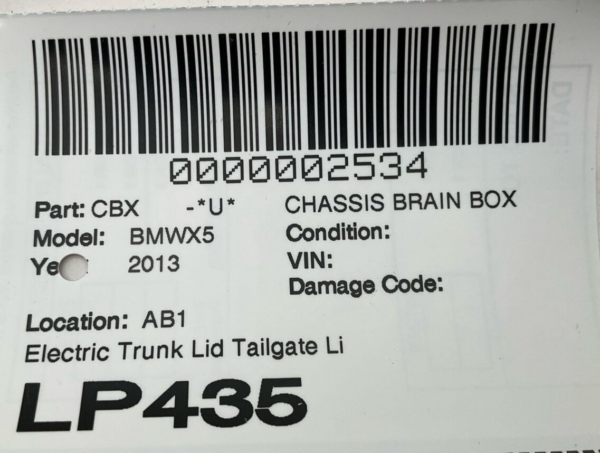 0000002534
Part: CBX -*U* CHASSIS BRAIN BOX
Model: BMWX5 Condition:
2013 VIN:
Damage Code:
Location: AB1
Electric Trunk Lid Tailgate Li
LP435